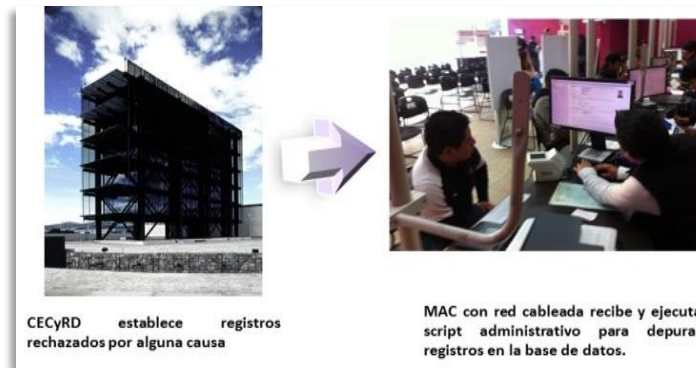 CECyRD establece registros
rechazados por alguna causa
MAC con red cableada recibe y ejecuta
script administrativo para depura
registros en la base de datos.